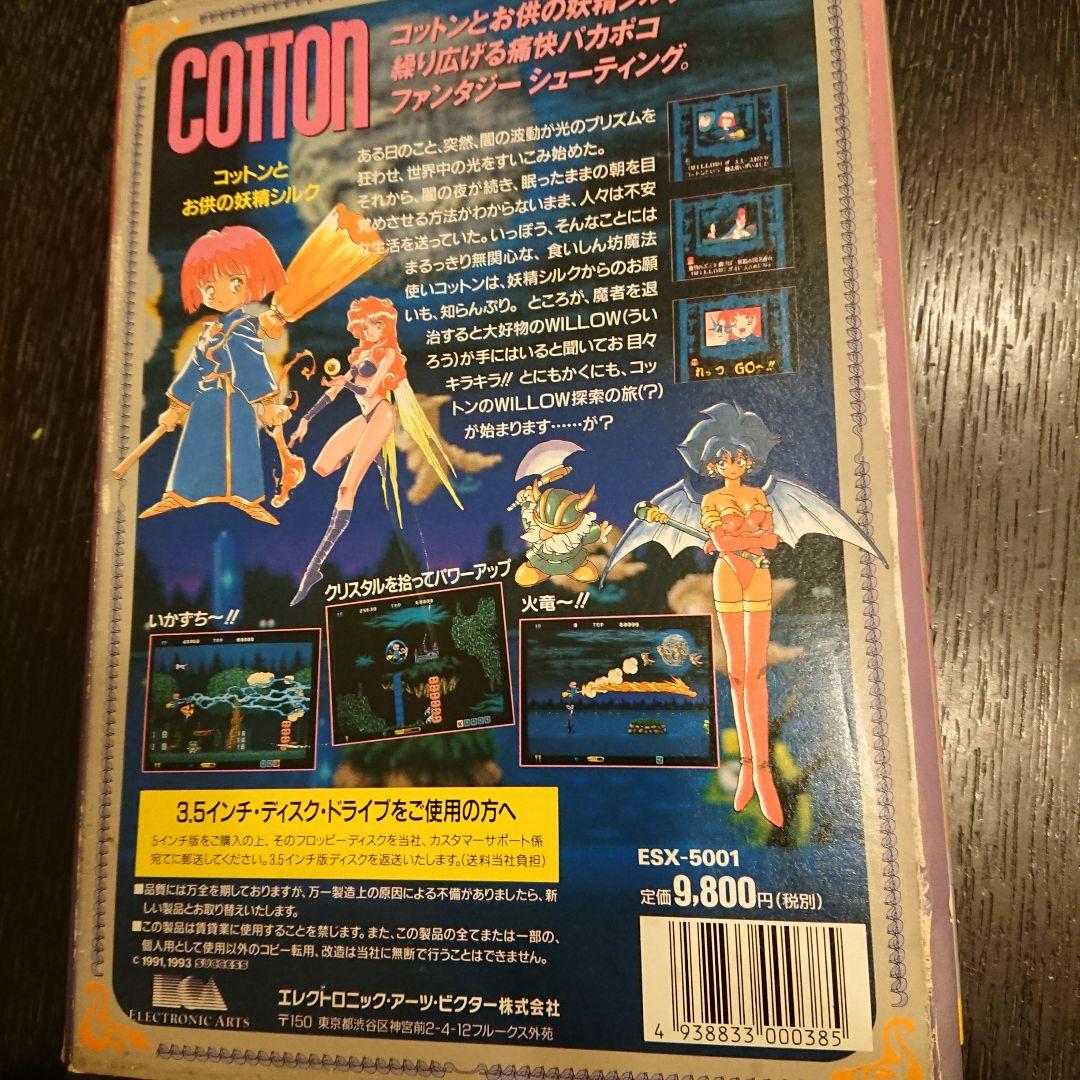 COTTON
コットンとお供の妖精シルク
繰り広げる痛快パカポコ
ファンタジー シューティング。
コットンと
お供の妖精シルク
ある日のこと、突然、闇の波動が光のプリズムを
狂わせ、世界中の光をすいこみ始めた。
それから、闇の夜が続き、眠ったままの朝を目
覚めさせる方法がわからないまま、人々は不安
な生活を送っていた。いっぽう、そんなことには
まるっきり無関心な、食いしん坊魔法
使いコットンは、妖精シルクからのお願
いも、知らんぷり。ところが、魔者を退
治すると大好物のWILLOW(うい
ろう)が手にはいると聞いてお目々
キラキラ!! とにもかくにも、コッ
トンのWILLOW探索の旅(?)
が始まります……が?
れっつ GO〜!!
いかずち〜!!
クリスタルを拾ってパワーアップ
火竜〜!!
3.5インチ・ディスク・ドライブをご使用の方へ
5インチ版をご購入の上、そのフロッピーディスクを当社、カスタマーサポート係
宛てに郵送してください。3.5インチ版ディスクを返送いたします。(送料当社負担)
■品質には万全を期しておりますが、万一製造上の原因による不備がありましたら、新
しい製品とお取り替えいたします。
■この製品は賃貸業に使用することを禁じます。また、この製品の全てまたは一部の、
個人用として使用以外のコピー転用、改造は当社に無断で行うことはできません。
© 1991,1993 SUCCESS
ELECTRONIC ARTS
エレクトロニック・アーツ・ビクター株式会社
〒150 東京都渋谷区神宮前2-4-12フルークス外苑
ESX-5001
定価9,800円(税別)
4 938833 000385